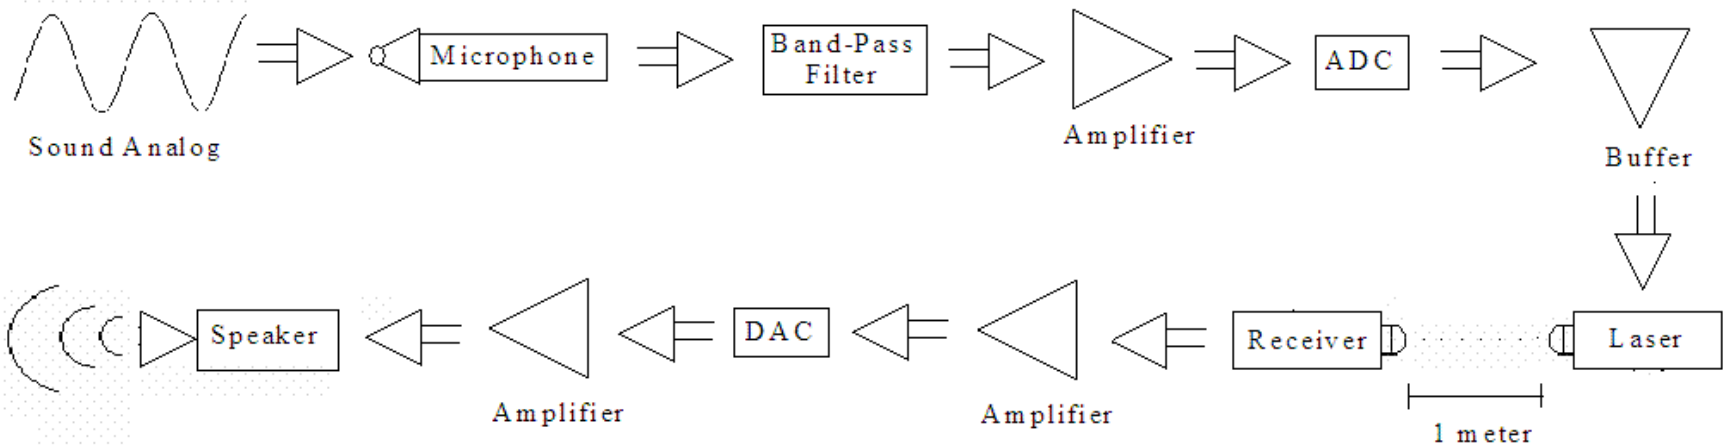 Microphone
Band-Pass
Filter
ADC
Sound Analog
Amplifier
Buffer
Speaker
DAC
Receiver
Laser
Amplifier
Amplifier
1 meter